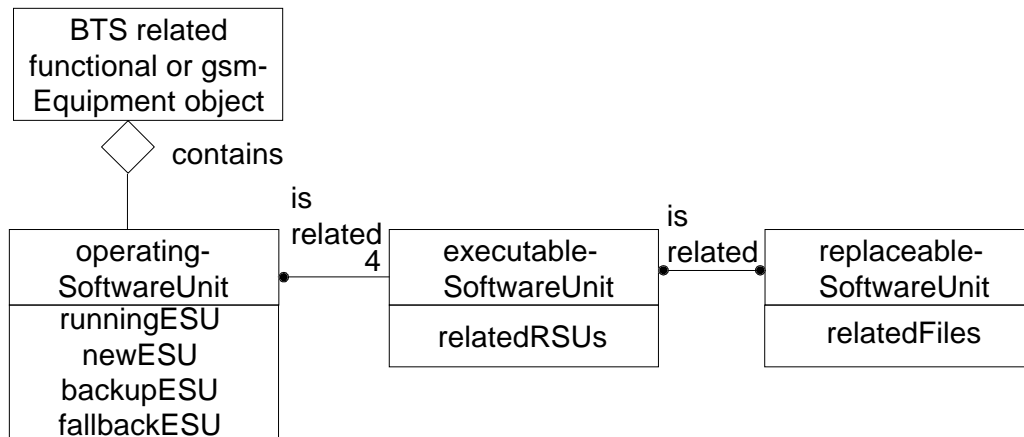 BTS related
functional or gsm-
Equipment object
contains
is
related
4
is
related
operating-
SoftwareUnit
runningESU
newESU
backupESU
fallbackESU
executable-
SoftwareUnit
relatedRSUs
replaceable-
SoftwareUnit
relatedFiles